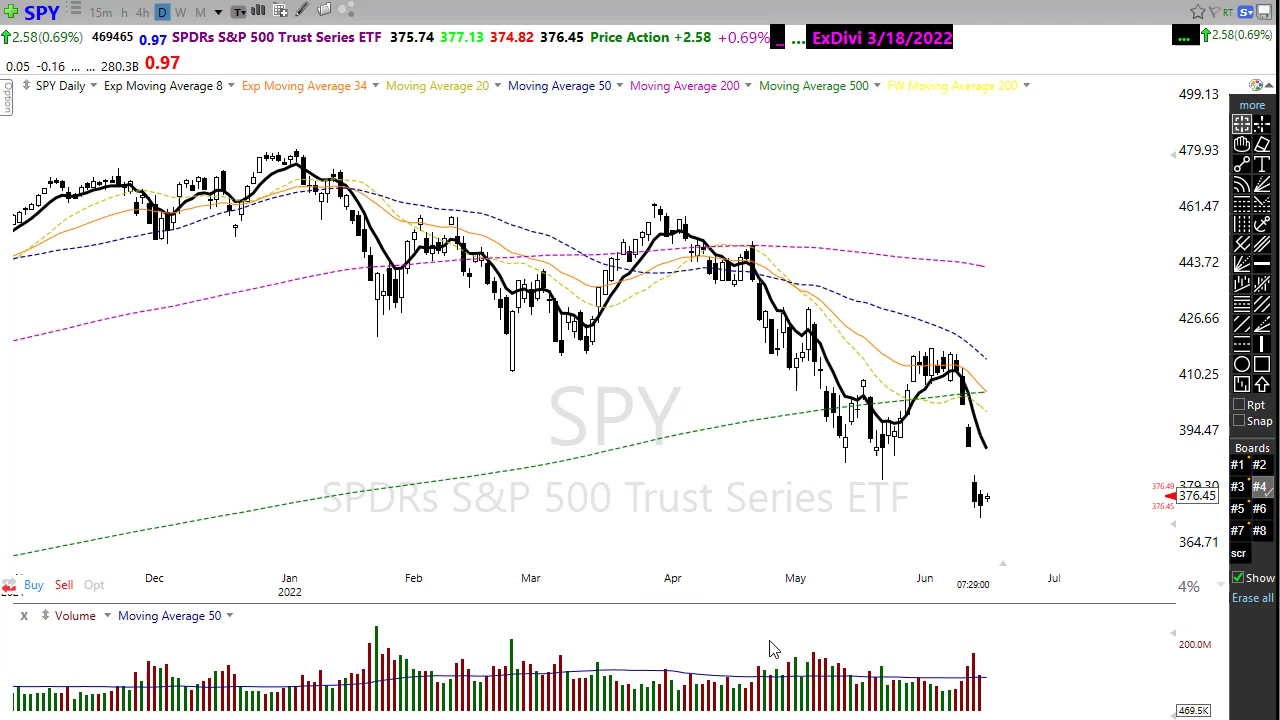 SPY 15m h 4h D W M T RT S
2.58(0.69%) 469465 0.97 SPDRs S&P 500 Trust Series ETF 375.74 377.13 374.82 376.45 Price Action +2.58 +0.69% ... ... ExDivi 3/18/2022 ... 2.58(0.69%)
0.05 -0.16 ... ... 280.3B 0.97
Option
SPY Daily Exp Moving Average 8 Exp Moving Average 34 Moving Average 20 Moving Average 50 Moving Average 200 Moving Average 500 FW Moving Average 200
499.13
479.93
461.47
443.72
426.66
410.25
394.47
379.30
376.49
376.45
376.45
364.71
SPY
SPDRs S&P 500 Trust Series ETF
Dec Jan Feb Mar Apr May Jun Jul
2022 07:29:00
Buy Sell Opt 4%
x Volume Moving Average 50
200.0M
469.5K
more
T
Rpt
Snap
Boards
#1 #2
#3 #4
#5 #6
#7 #8
scr
Show
Erase all